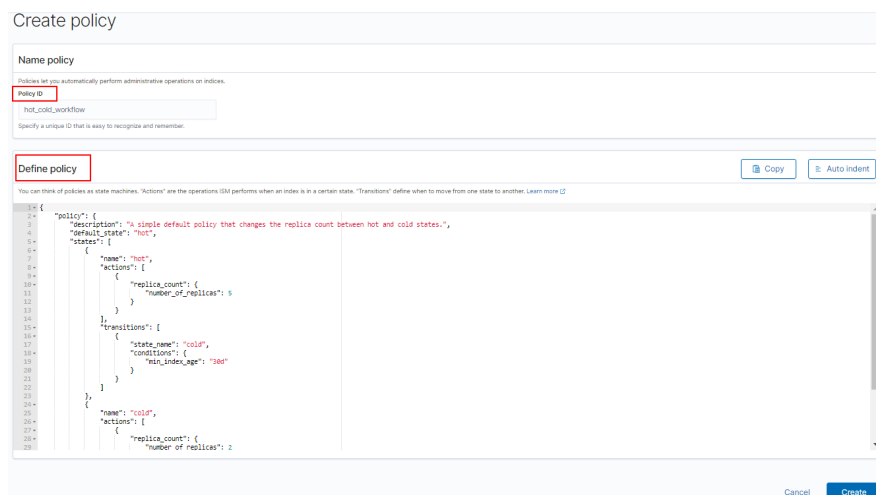 Create policy
Name policy
Policies let you automatically perform administrative operations on indices.
Policy ID
hot_cold_workflow
Specify a unique ID that is easy to recognize and remember.
Define policy
Copy
Auto indent
You can think of policies as state machines. "Actions" are the operations ISM performs when an index is in a certain state. "Transitions" define when to move from one state to another. Learn more
1 {
2 "policy": {
3 "description": "A simple default policy that changes the replica count between hot and cold states.",
4 "default_state": "hot",
5 "states": [
6 {
7 "name": "hot",
8 "actions": [
9 {
10 "replica_count": {
11 "number_of_replicas": 5
12 }
13 }
14 ],
15 "transitions": [
16 {
17 "state_name": "cold",
18 "conditions": {
19 "min_index_age": "30d"
20 }
21 }
22 ]
23 },
24 {
25 "name": "cold",
26 "actions": [
27 {
28 "replica_count": {
29 "number_of_replicas": 2
Cancel
Create